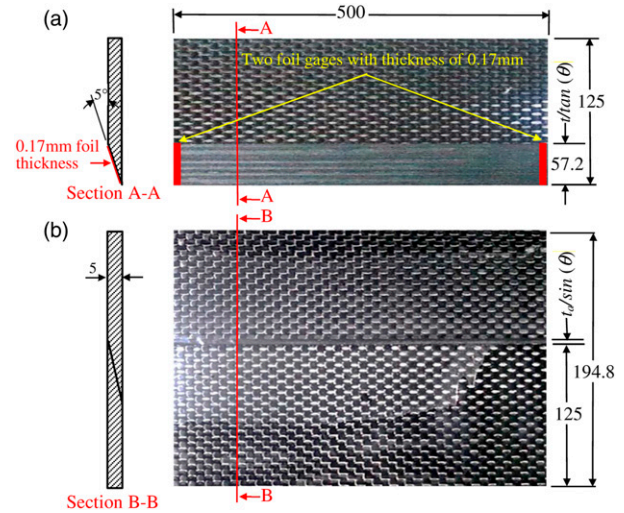 (a)
500
A
Two foil gages with thickness of 0.17mm
5°
t/tan (θ)
125
0.17mm foil
thickness
57.2
Section A-A
A
B
(b)
5
t_a/sin (θ)
194.8
125
B
Section B-B